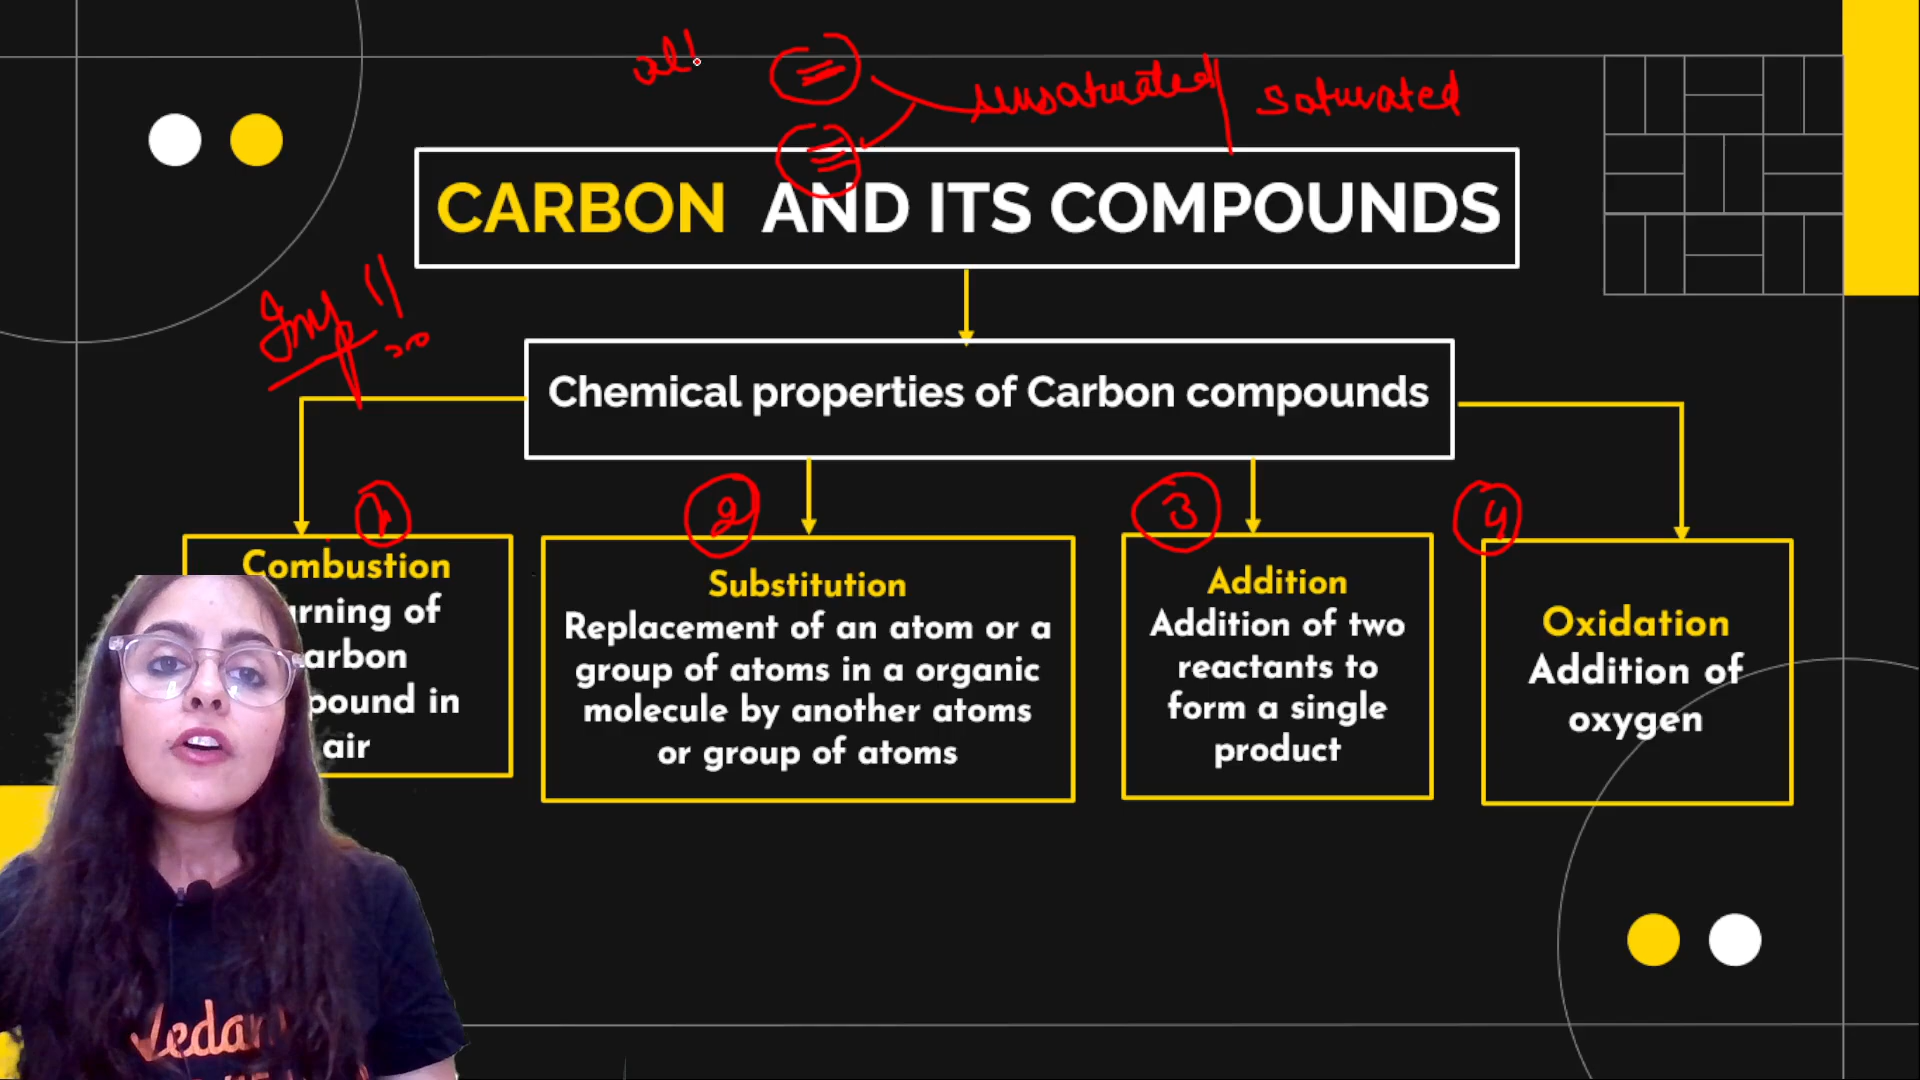 unsaturated saturated
CARBON AND ITS COMPOUNDS
Imp !!
Chemical properties of Carbon compounds
1
2
3
4
Combustion
rning of
arbon
pound in
air
Substitution
Replacement of an atom or a
group of atoms in a organic
molecule by another atoms
or group of atoms
Addition
Addition of two
reactants to
form a single
product
Oxidation
Addition of
oxygen
Vedan